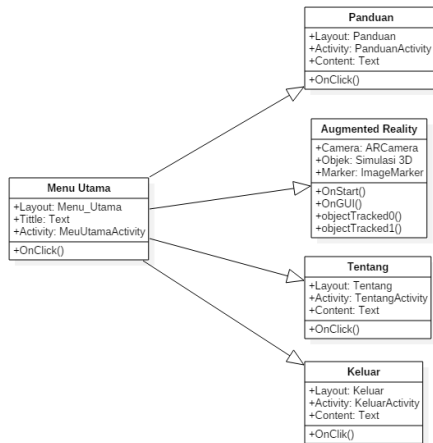 Panduan
+Layout: Panduan
+Activity: PanduanActivity
+Content: Text
+OnClick()
Augmented Reality
+Camera: ARCamera
+Objek: Simulasi 3D
+Marker: ImageMarker
+OnStart()
+OnGUI()
+objectTracked0()
+objectTracked1()
Menu Utama
+Layout: Menu_Utama
+Tittle: Text
+Activity: MeuUtamaActivity
+OnClick()
Tentang
+Layout: Tentang
+Activity: TentangActivity
+Content: Text
+OnClick()
Keluar
+Layout: Keluar
+Activity: KeluarActivity
+Content: Text
+OnClik()